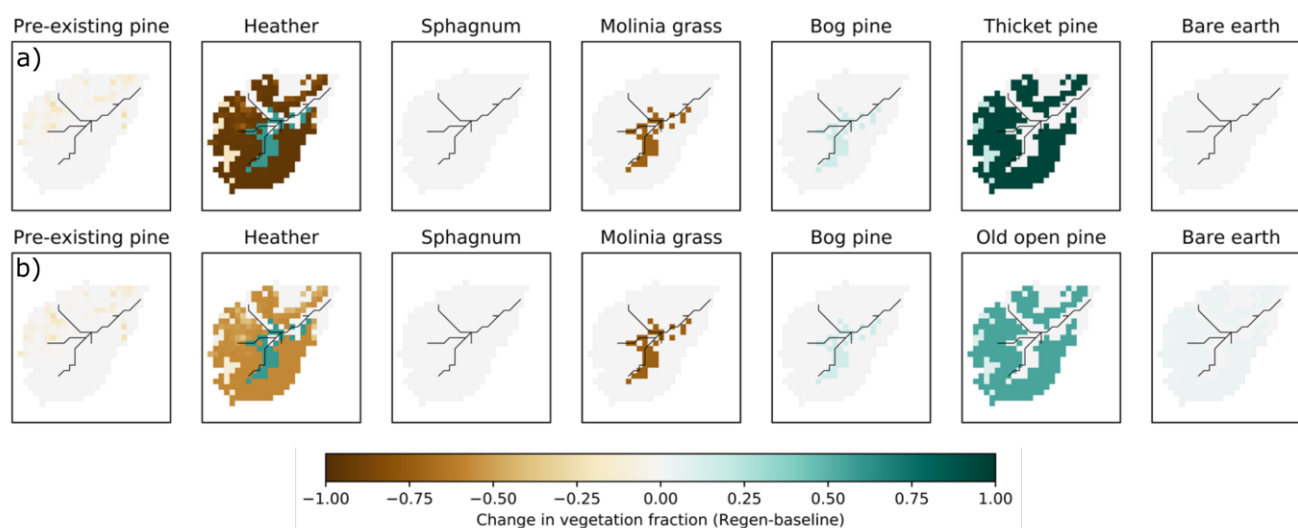 Pre-existing pine Heather Sphagnum Molinia grass Bog pine Thicket pine Bare earth
a)
Pre-existing pine Heather Sphagnum Molinia grass Bog pine Old open pine Bare earth
b)
−1.00 −0.75 −0.50 −0.25 0.00 0.25 0.50 0.75 1.00
Change in vegetation fraction (Regen-baseline)